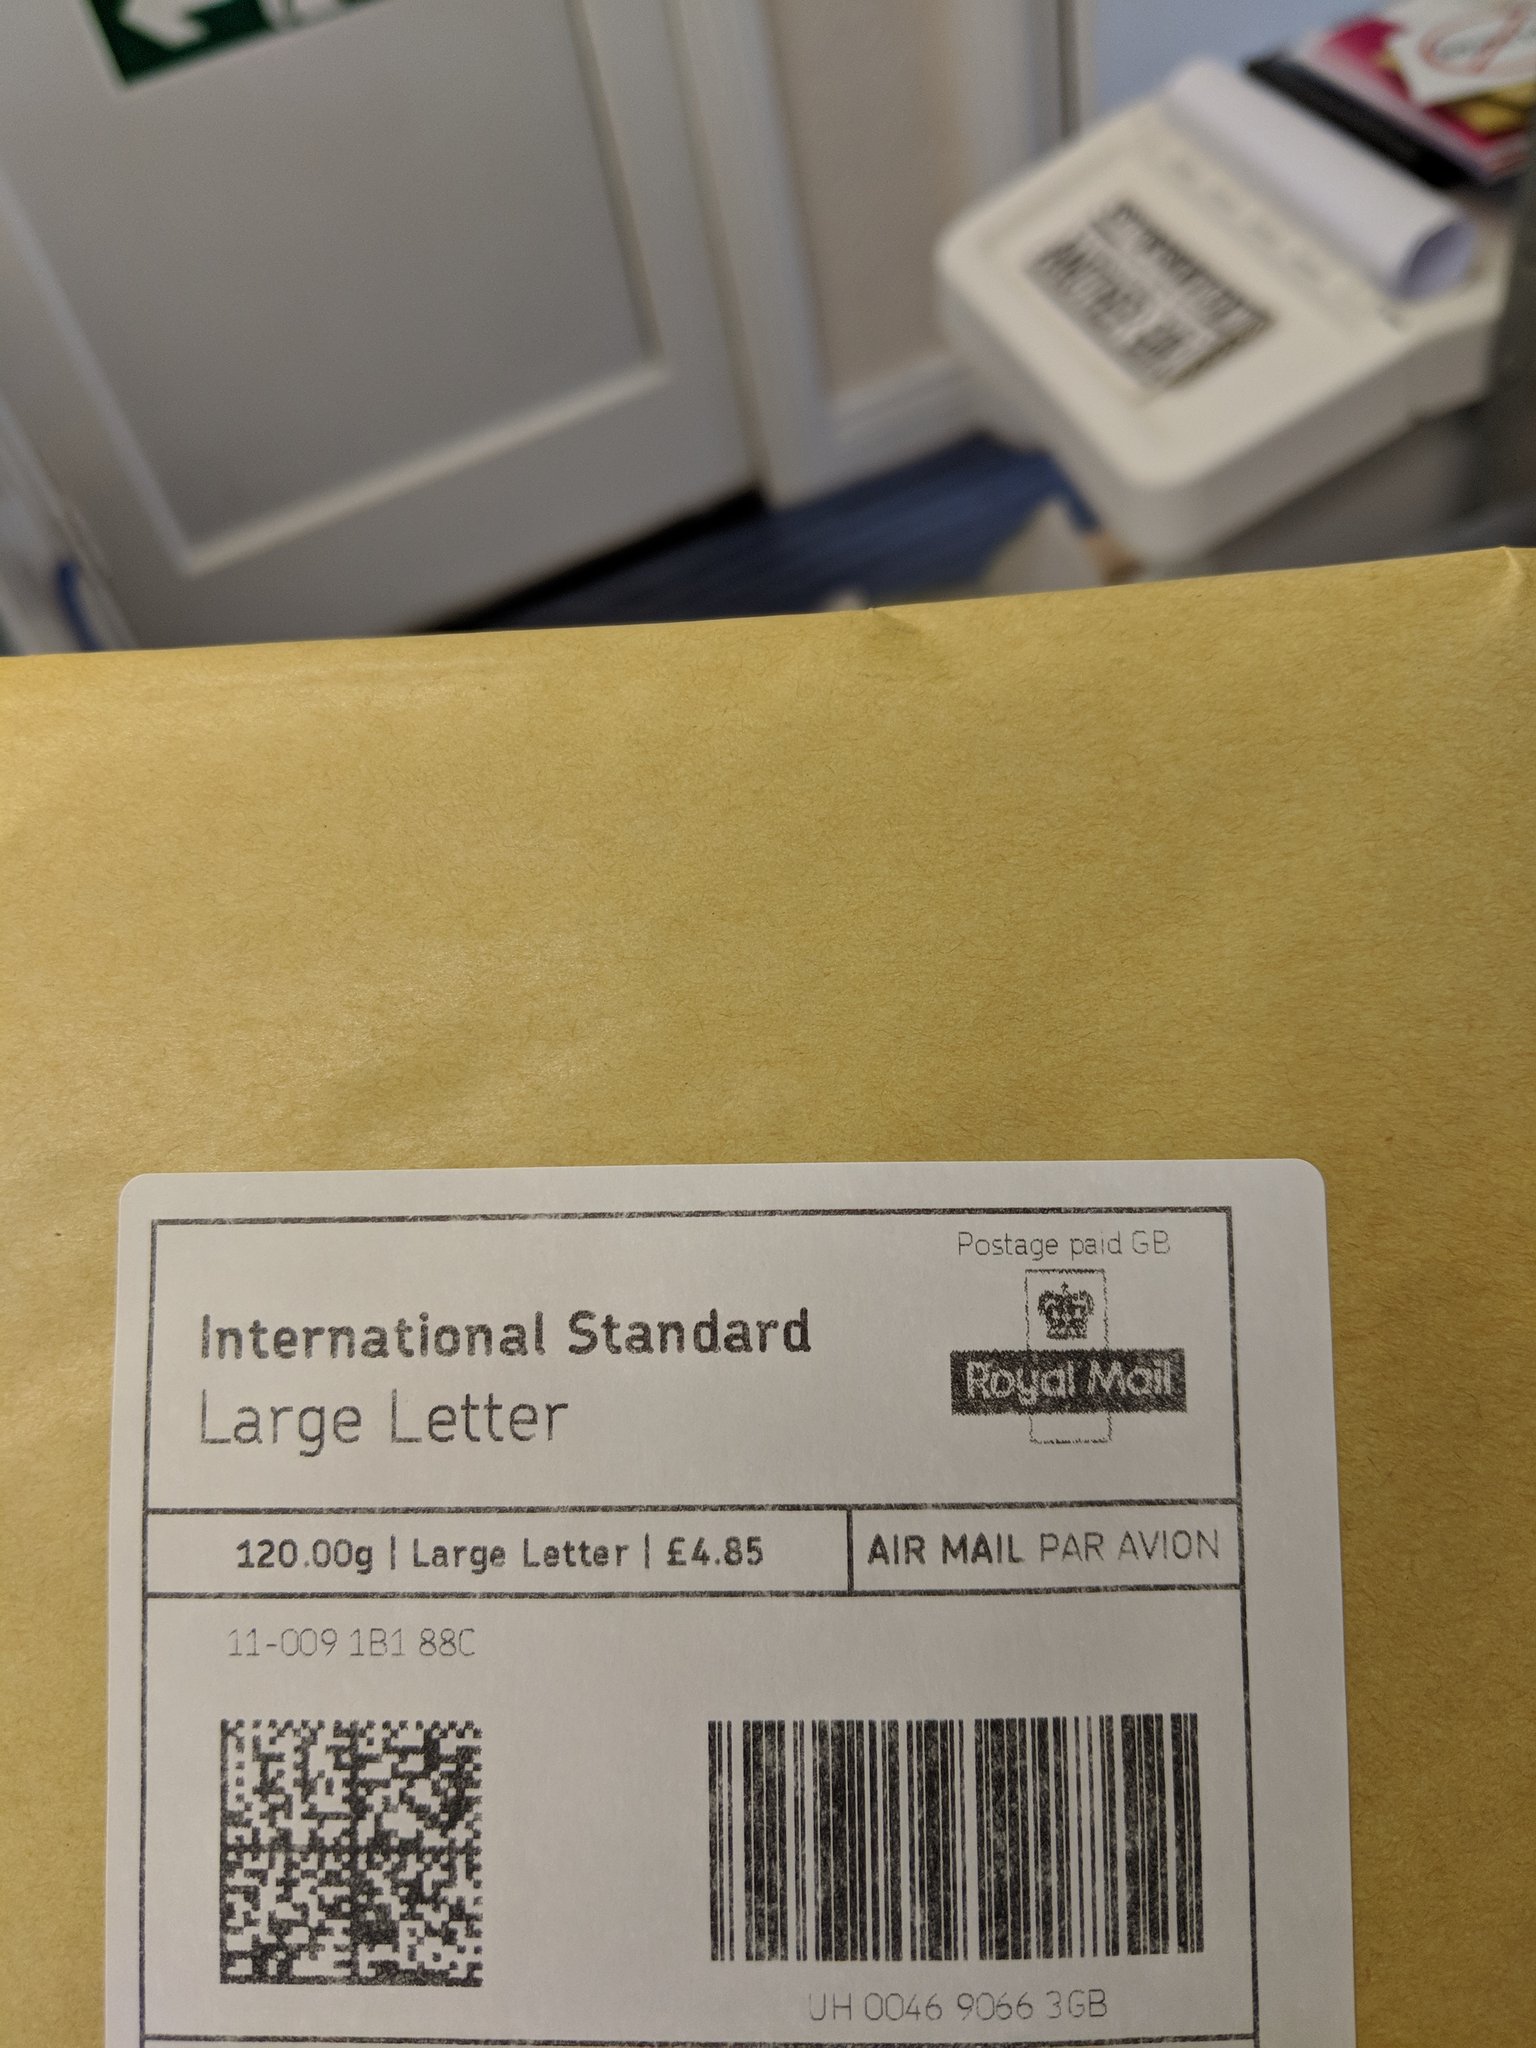 Postage paid GB
International Standard
Large Letter
Royal Mail
120.00g | Large Letter | £4.85
AIR MAIL PAR AVION
11-009 1B1 88C
UH 0046 9066 3GB